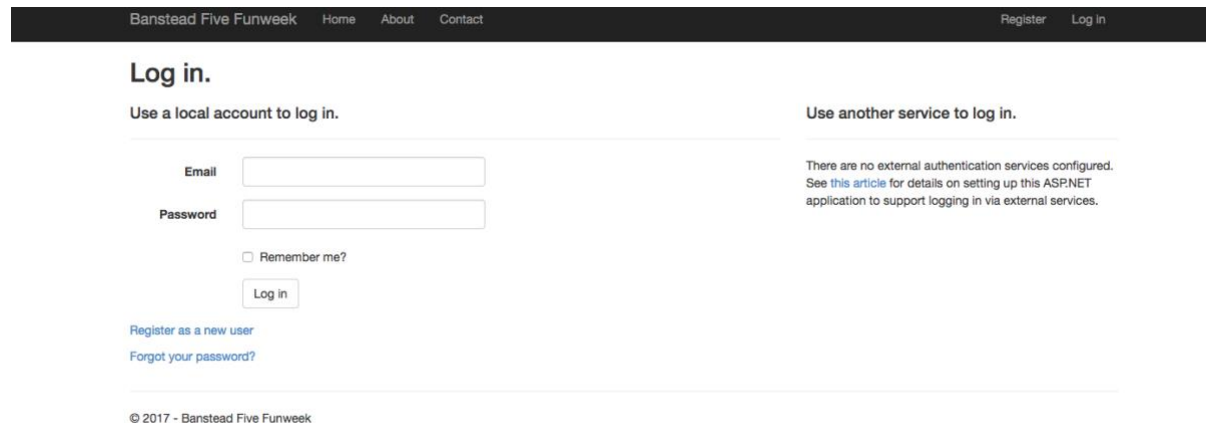 Banstead Five Funweek Home About Contact Register Log in
Log in.
Use a local account to log in.
Email
Password
Remember me?
Log in
Register as a new user
Forgot your password?
Use another service to log in.
There are no external authentication services configured.
See this article for details on setting up this ASP.NET
application to support logging in via external services.
© 2017 - Banstead Five Funweek